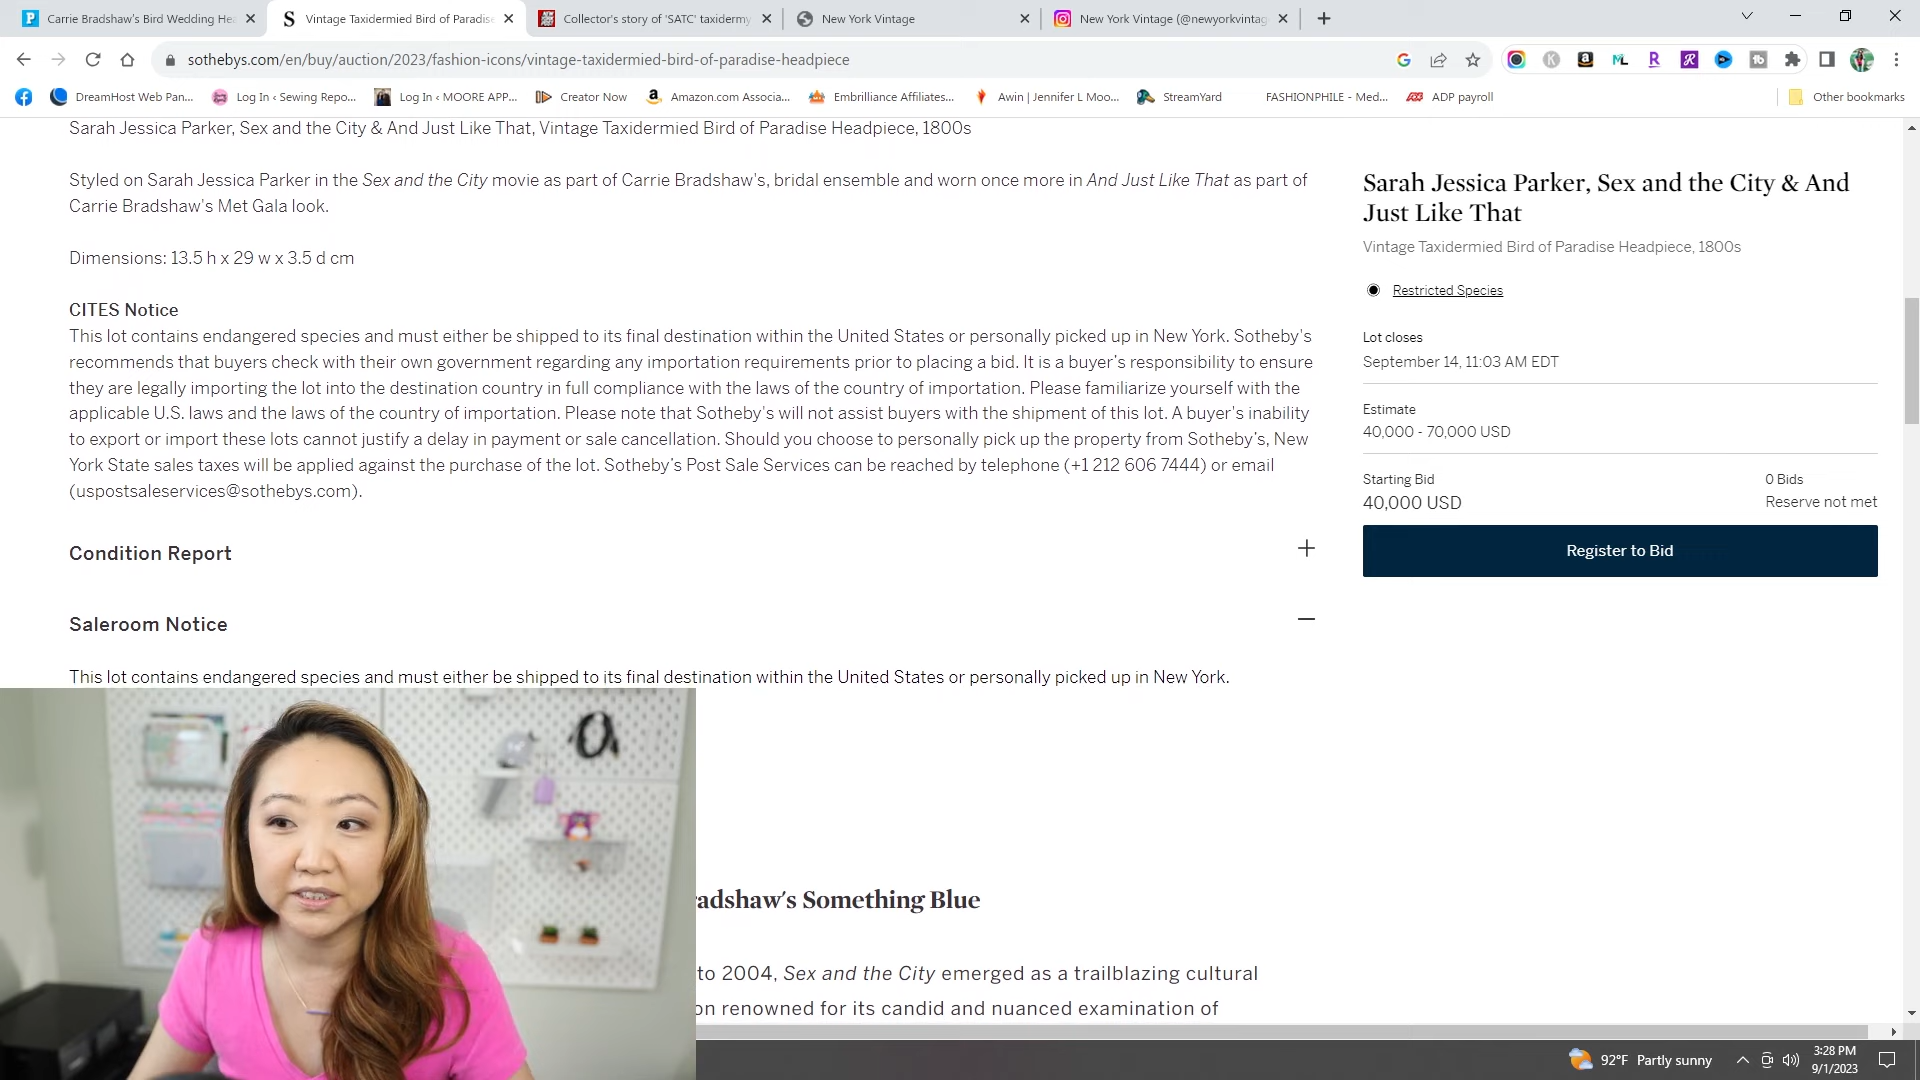 Carrie Bradshaw's Bird Wedding He
Vintage Taxidermied Bird of Paradise
Collector's story of 'SATC' taxidermy
New York Vintage
New York Vintage (@newyorkvintag
sothebys.com/en/buy/auction/2023/fashion-icons/vintage-taxidermied-bird-of-paradise-headpiece
DreamHost Web Pan...
Log In ‹ Sewing Repo...
Log In ‹ MOORE APP...
Creator Now
Amazon.com Associa...
Embrilliance Affiliates...
Awin | Jennifer L Moo...
StreamYard
FASHIONPHILE - Med...
ADP payroll
Other bookmarks
Sarah Jessica Parker, Sex and the City & And Just Like That, Vintage Taxidermied Bird of Paradise Headpiece, 1800s
Styled on Sarah Jessica Parker in the Sex and the City movie as part of Carrie Bradshaw's, bridal ensemble and worn once more in And Just Like That as part of
Carrie Bradshaw's Met Gala look.
Dimensions: 13.5 h x 29 w x 3.5 d cm
CITES Notice
This lot contains endangered species and must either be shipped to its final destination within the United States or personally picked up in New York. Sotheby's
recommends that buyers check with their own government regarding any importation requirements prior to placing a bid. It is a buyer's responsibility to ensure
they are legally importing the lot into the destination country in full compliance with the laws of the country of importation. Please familiarize yourself with the
applicable U.S. laws and the laws of the country of importation. Please note that Sotheby's will not assist buyers with the shipment of this lot. A buyer's inability
to export or import these lots cannot justify a delay in payment or sale cancellation. Should you choose to personally pick up the property from Sotheby's, New
York State sales taxes will be applied against the purchase of the lot. Sotheby's Post Sale Services can be reached by telephone (+1 212 606 7444) or email
(uspostsaleservices@sothebys.com).
Condition Report
Saleroom Notice
This lot contains endangered species and must either be shipped to its final destination within the United States or personally picked up in New York.
radshaw's Something Blue
to 2004, Sex and the City emerged as a trailblazing cultural
on renowned for its candid and nuanced examination of
Sarah Jessica Parker, Sex and the City & And
Just Like That
Vintage Taxidermied Bird of Paradise Headpiece, 1800s
Restricted Species
Lot closes
September 14, 11:03 AM EDT
Estimate
40,000 - 70,000 USD
Starting Bid
0 Bids
40,000 USD
Reserve not met
Register to Bid
92°F Partly sunny
3:28 PM
9/1/2023